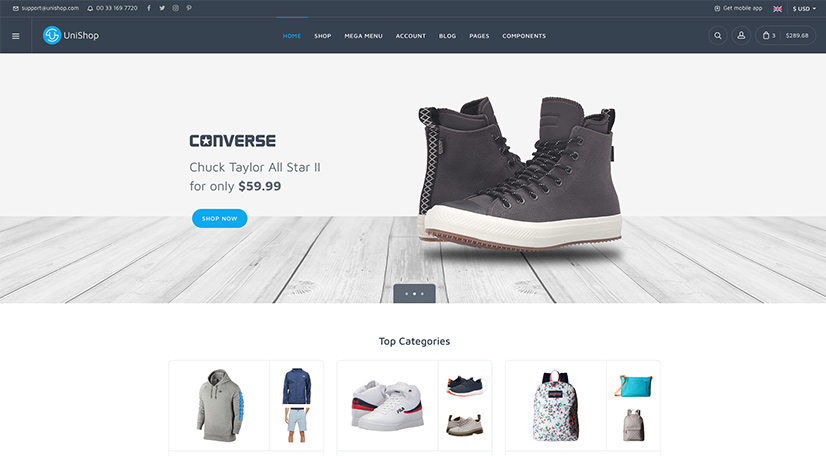 support@unishop.com 00 33 169 7720 Get mobile app $ USD
UniShop HOME SHOP MEGA MENU ACCOUNT BLOG PAGES COMPONENTS 3 $289.68
CONVERSE
Chuck Taylor All Star II
for only $59.99
SHOP NOW
Top Categories
FILA